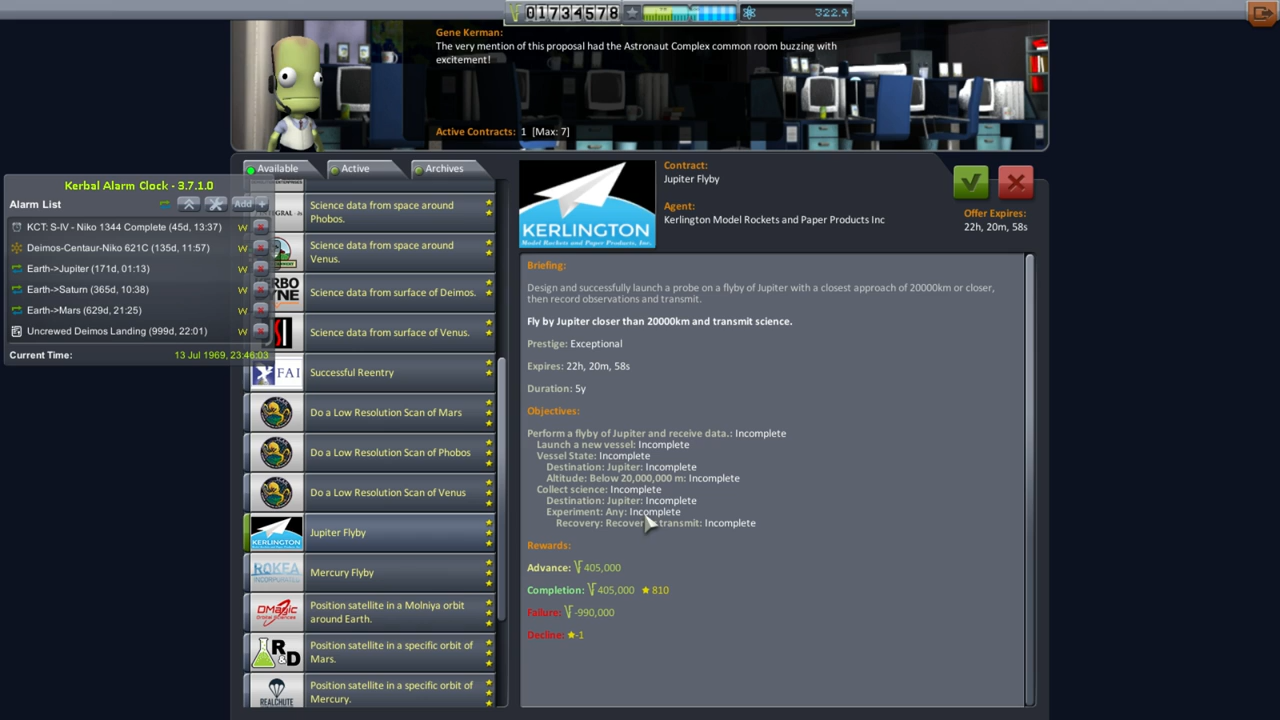 01734578
322.4
Gene Kerman:
The very mention of this proposal had the Astronaut Complex common room buzzing with
excitement!
Active Contracts: 1 [Max: 7]
Available
Active
Archives
Kerbal Alarm Clock - 3.7.1.0
Alarm List
Add +
KCT: S-IV - Niko 1344 Complete (45d, 13:37) W
Deimos-Centaur-Niko 621C (135d, 11:57) W
Earth->Jupiter (171d, 01:13) W
Earth->Saturn (365d, 10:38) W
Earth->Mars (629d, 21:25) W
Uncrewed Deimos Landing (999d, 22:01) W
Current Time: 13 Jul 1969, 23:46:03
Science data from space around
Phobos.
Science data from space around
Venus.
Science data from surface of Deimos.
Science data from surface of Venus.
FAI
Successful Reentry
Do a Low Resolution Scan of Mars
Do a Low Resolution Scan of Phobos
Do a Low Resolution Scan of Venus
KERLINGTON
Jupiter Flyby
ROKEA
INCORPORATED
Mercury Flyby
DMagic
Orbital Sciences
Position satellite in a Molniya orbit
around Earth.
R&D
Position satellite in a specific orbit of
Mars.
REALCHUTE
Position satellite in a specific orbit of
Mercury.
KERLINGTON
Model Rockets and Paper Products, Inc.
Contract:
Jupiter Flyby
Agent:
Kerlington Model Rockets and Paper Products Inc
Offer Expires:
22h, 20m, 58s
Briefing:
Design and successfully launch a probe on a flyby of Jupiter with a closest approach of 20000km or closer,
then record observations and transmit.
Fly by Jupiter closer than 20000km and transmit science.
Prestige: Exceptional
Expires: 22h, 20m, 58s
Duration: 5y
Objectives:
Perform a flyby of Jupiter and receive data.: Incomplete
Launch a new vessel: Incomplete
Vessel State: Incomplete
Destination: Jupiter: Incomplete
Altitude: Below 20,000,000 m: Incomplete
Collect science: Incomplete
Destination: Jupiter: Incomplete
Experiment: Any: Incomplete
Recovery: Recover transmit: Incomplete
Rewards:
Advance: 405,000
Completion: 405,000 810
Failure: -990,000
Decline: -1